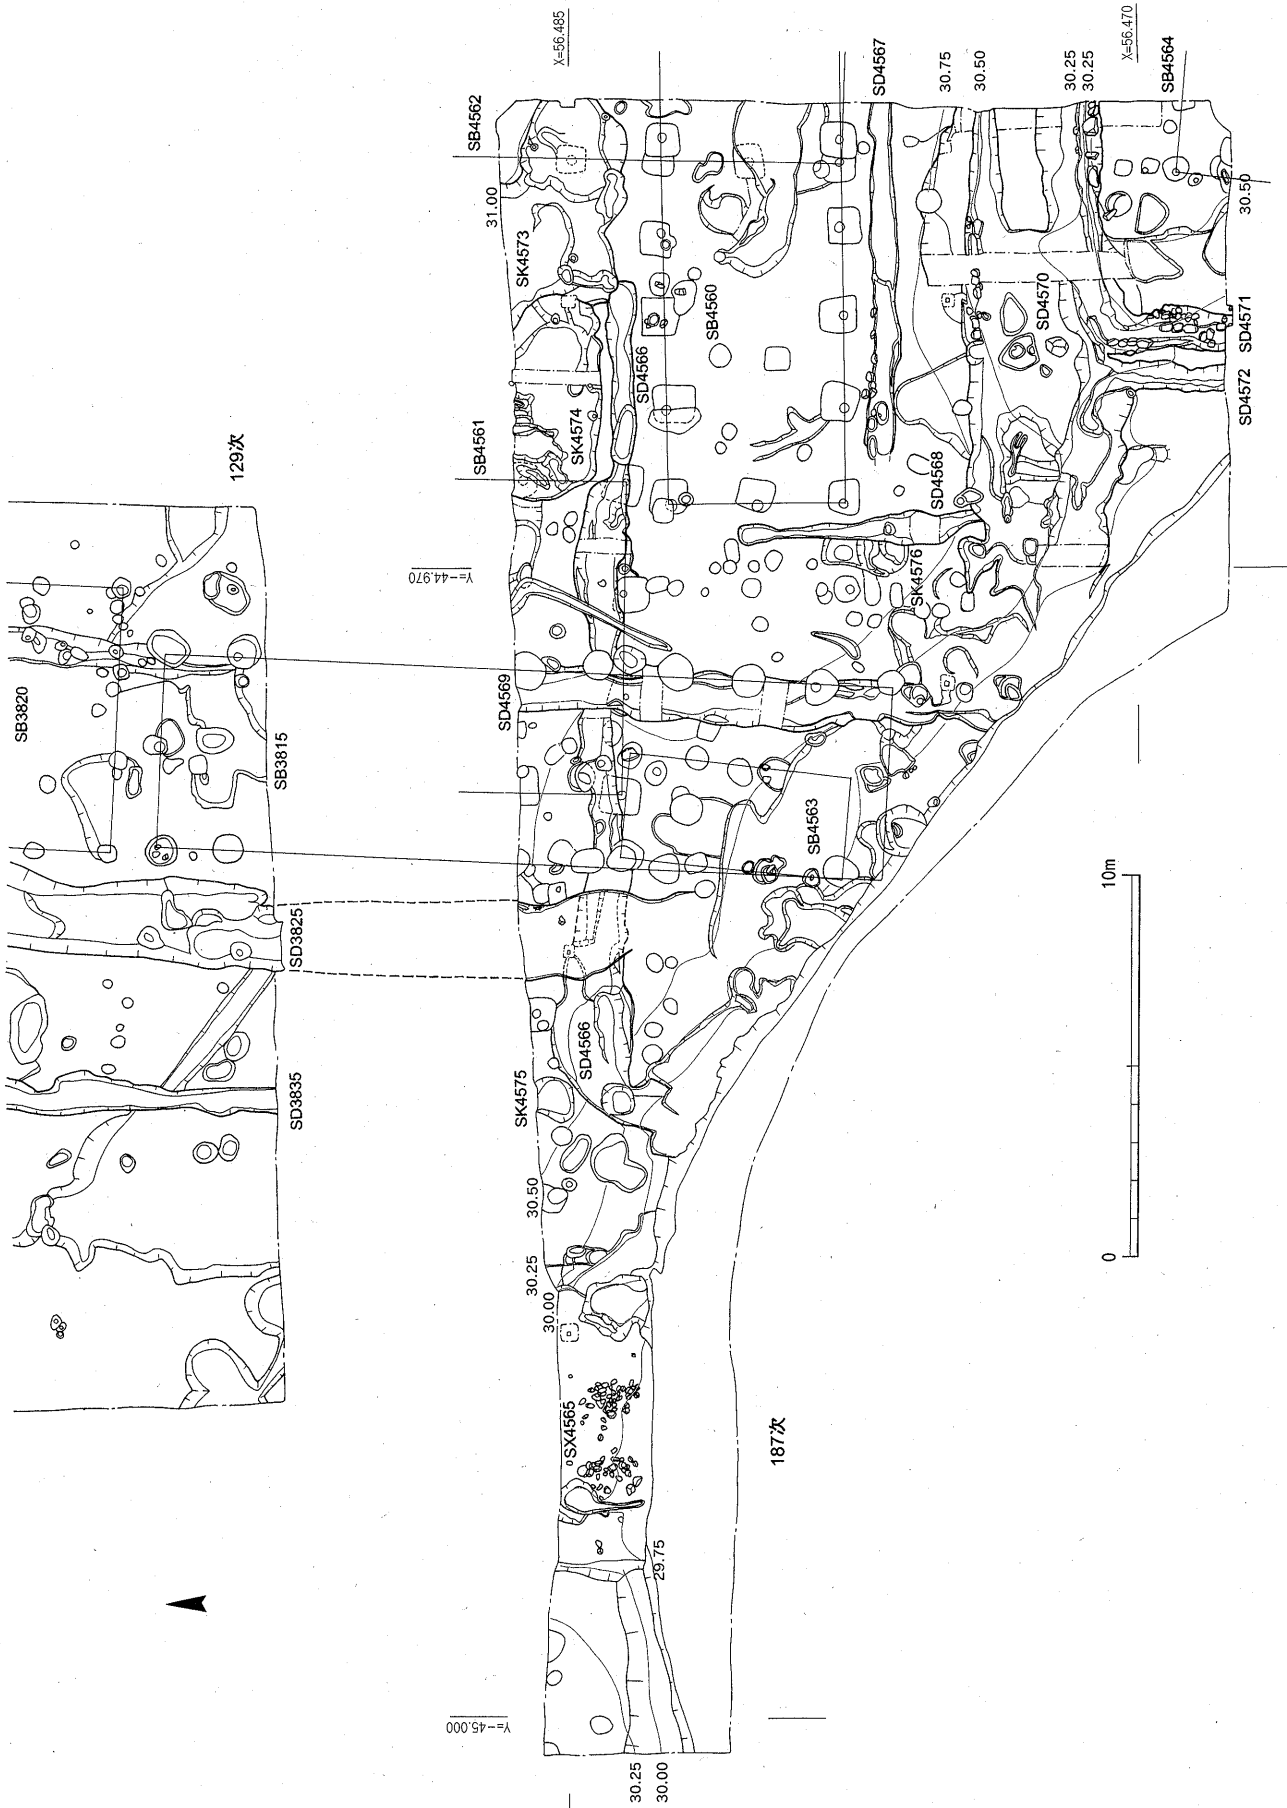 X=56.485
X=56.470
SD4567
30.75
30.50
30.25
30.25
SB4564
SB4562
31.00
SK4573
30.50
SB4560
SD4570
SD4566
SD4571
SD4572
SB4561
SK4574
129次
SD4568
Y=-44.970
SK4576
SB3820
SD4569
SB3815
SB4563
10m
SD3825
SD4566
SK4575
SD3835
30.50
30.25
30.00
0
SX4565
187次
29.75
Y=-45.000
30.25
30.00